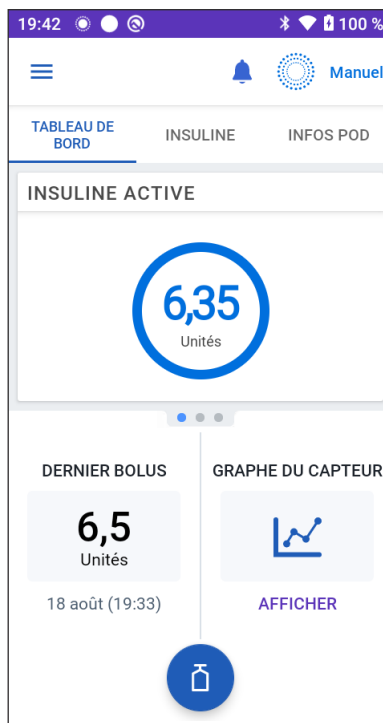 19:42
100 %
Manuel
TABLEAU DE
BORD
INSULINE
INFOS POD
INSULINE ACTIVE
6,35
Unités
DERNIER BOLUS
6,5
Unités
18 août (19:33)
GRAPHE DU CAPTEUR
AFFICHER